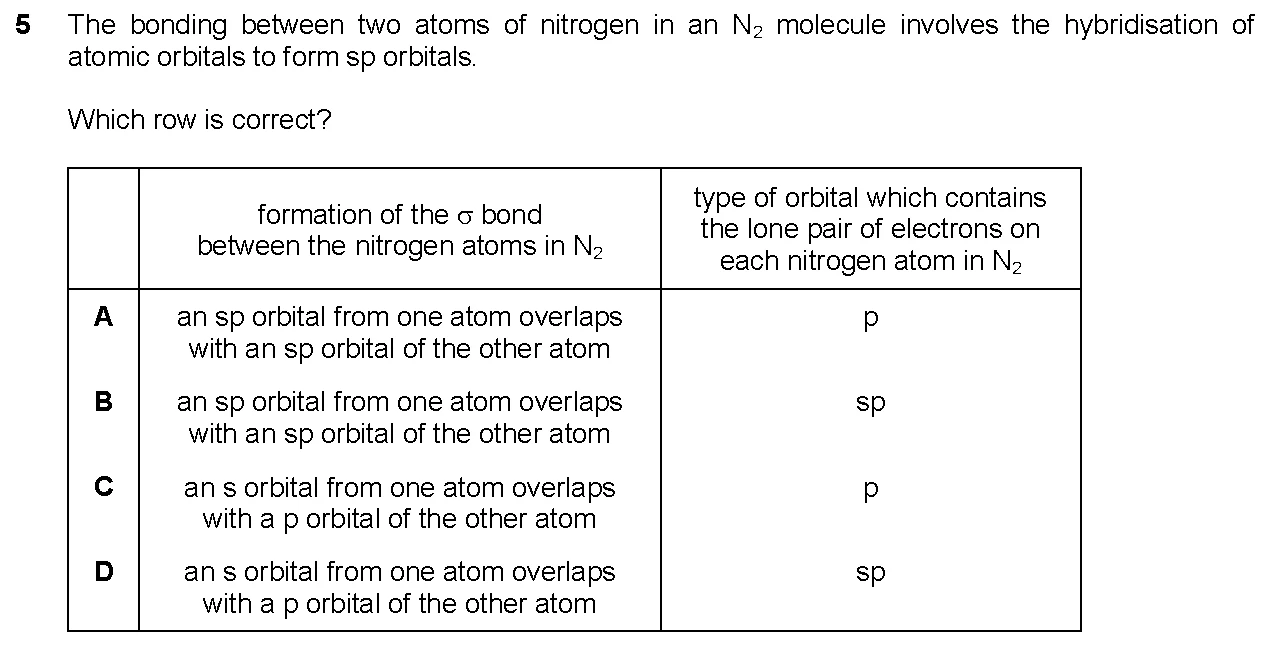 5 The bonding between two atoms of nitrogen in an N₂ molecule involves the hybridisation of
atomic orbitals to form sp orbitals.
Which row is correct?
formation of the σ bond
between the nitrogen atoms in N₂
type of orbital which contains
the lone pair of electrons on
each nitrogen atom in N₂
A an sp orbital from one atom overlaps
with an sp orbital of the other atom
p
B an sp orbital from one atom overlaps
with an sp orbital of the other atom
sp
C an s orbital from one atom overlaps
with a p orbital of the other atom
p
D an s orbital from one atom overlaps
with a p orbital of the other atom
sp